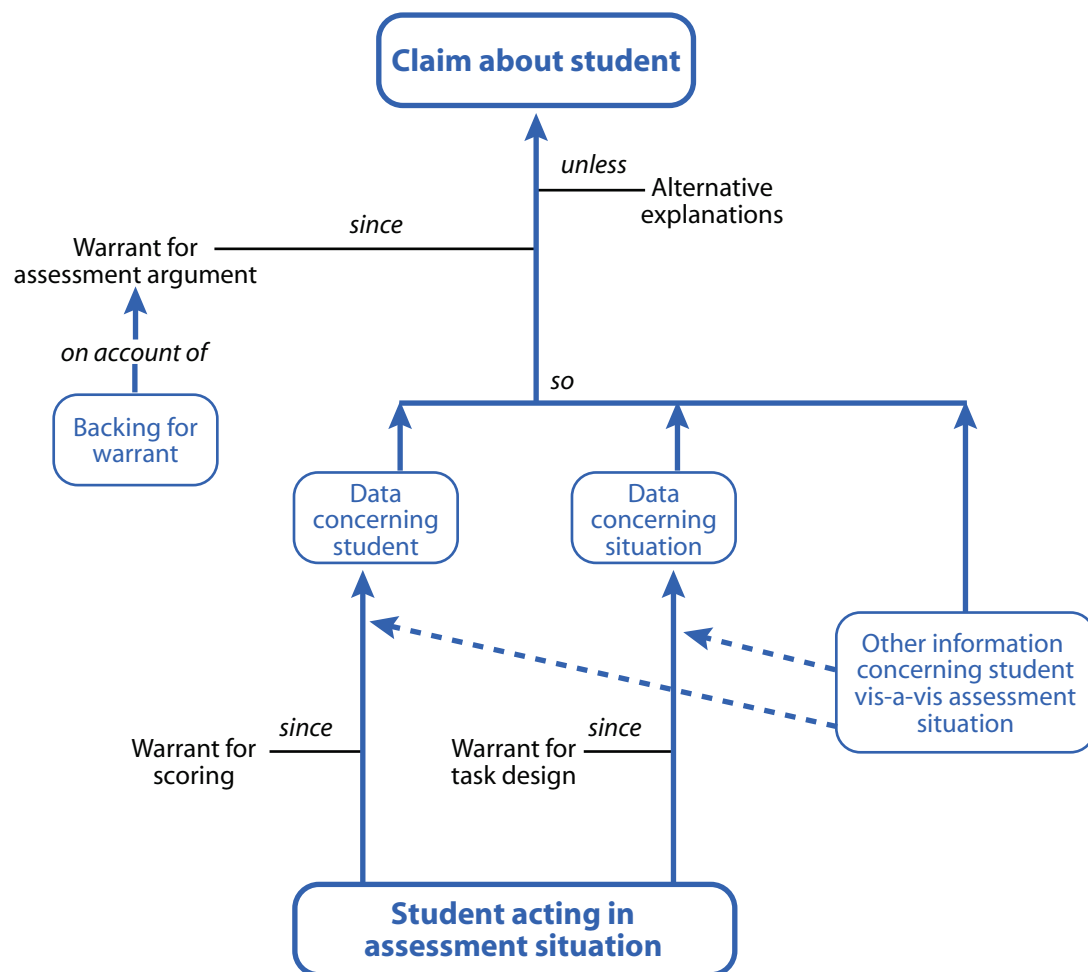 Claim about student
unless
Alternative
explanations
since
Warrant for
assessment argument
on account of
so
Backing for
warrant
Data
concerning
student
Data
concerning
situation
Other information
concerning student
vis-a-vis assessment
situation
since
Warrant for
scoring
since
Warrant for
task design
Student acting in
assessment situation